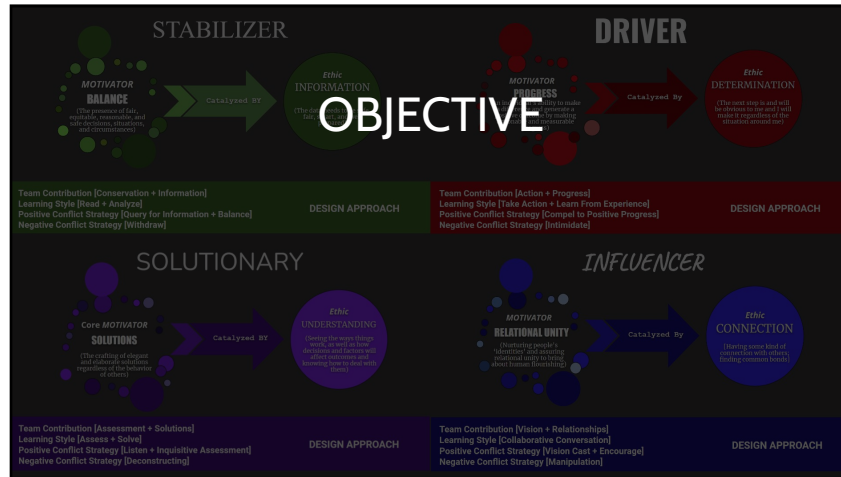 STABILIZER
MOTIVATOR
BALANCE
(The presence of fair,
equitable, reasonable, and
safe decisions, situations,
and circumstances)
Catalyzed BY
Ethic
INFORMATION
DRIVER
MOTIVATOR
PROGRESS
Catalyzed By
Ethic
DETERMINATION
(The next step is and will
be obvious to me and I will
make it regardless of the
situation around me)
OBJECTIVE
Team Contribution [Conservation + Information]
Learning Style [Read + Analyze]
Positive Conflict Strategy [Query for Information + Balance]
Negative Conflict Strategy [Withdraw]
DESIGN APPROACH
Team Contribution [Action + Progress]
Learning Style [Take Action + Learn From Experience]
Positive Conflict Strategy [Compel to Positive Progress]
Negative Conflict Strategy [Intimidate]
DESIGN APPROACH
SOLUTIONARY
Core MOTIVATOR
SOLUTIONS
(The crafting of elegant
and elaborate solutions
regardless of the behavior
of others)
Catalyzed BY
Ethic
UNDERSTANDING
(Seeing the ways things
work, as well as how
decisions and factors will
affect outcomes and
knowing how to deal with
them)
INFLUENCER
MOTIVATOR
RELATIONAL UNITY
(Nurturing people's
'identities' and assuring
relational unity to bring
about human flourishing)
Catalyzed By
Ethic
CONNECTION
(Having some kind of
connection with others;
finding common bonds)
Team Contribution [Assessment + Solutions]
Learning Style [Assess + Solve]
Positive Conflict Strategy [Listen + Inquisitive Assessment]
Negative Conflict Strategy [Deconstructing]
DESIGN APPROACH
Team Contribution [Vision + Relationships]
Learning Style [Collaborative Conversation]
Positive Conflict Strategy [Vision Cast + Encourage]
Negative Conflict Strategy [Manipulation]
DESIGN APPROACH